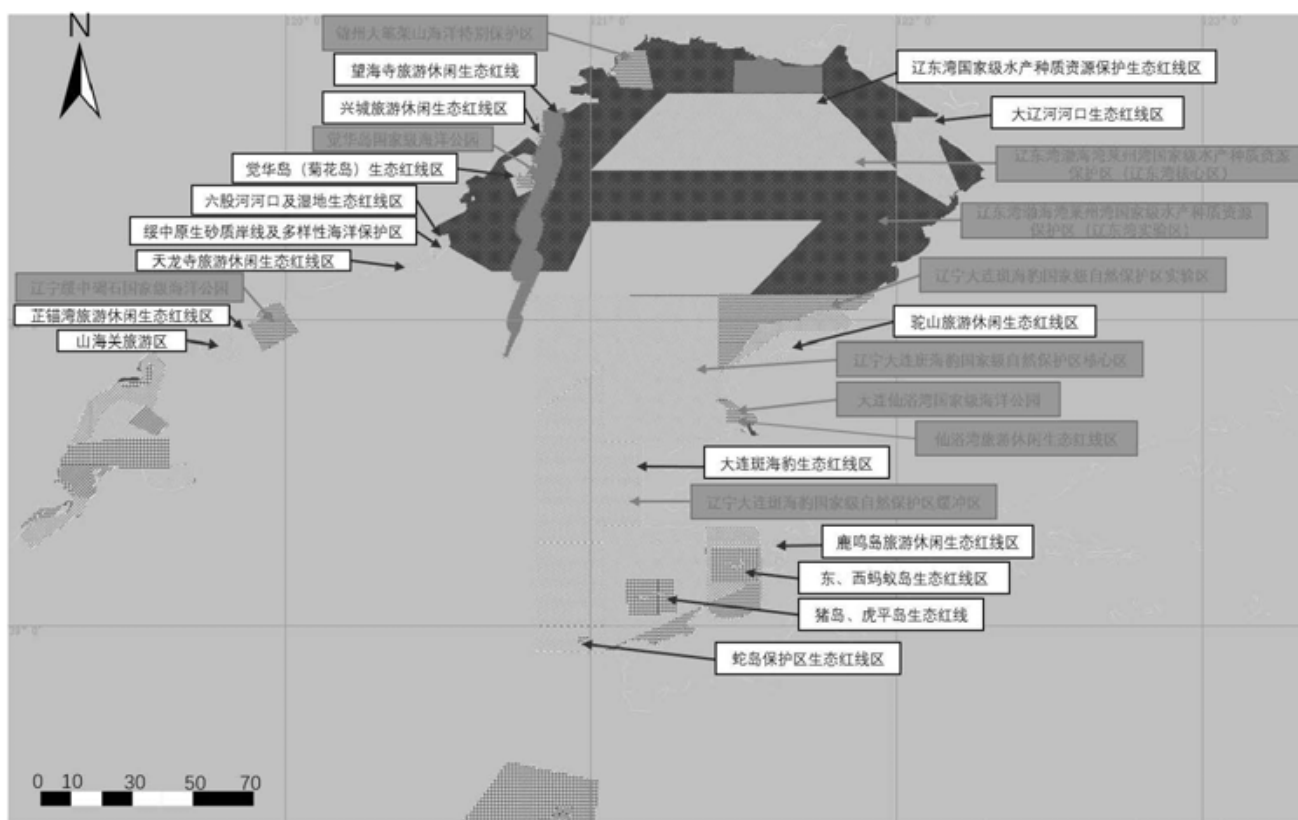 N
120° 0'
121° 0'
122° 0'
123° 0'
锦州大笔架山海洋特别保护区
望海寺旅游休闲生态红线
兴城旅游休闲生态红线区
觉华岛国家级海洋公园
觉华岛（菊花岛）生态红线区
六股河河口及湿地生态红线区
绥中原生砂质岸线及多样性海洋保护区
天龙寺旅游休闲生态红线区
辽宁绥中碣石国家级海洋公园
芷锚湾旅游休闲生态红线区
山海关旅游区
辽东湾国家级水产种质资源保护生态红线区
大辽河河口生态红线区
辽东湾渤海湾莱州湾国家级水产种质资源
保护区（辽东湾核心区）
辽东湾渤海湾莱州湾国家级水产种质资源
保护区（辽东湾实验区）
辽宁大连斑海豹国家级自然保护区实验区
驼山旅游休闲生态红线区
辽宁大连斑海豹国家级自然保护区核心区
大连仙浴湾国家级海洋公园
仙浴湾旅游休闲生态红线区
大连斑海豹生态红线区
辽宁大连斑海豹国家级自然保护区缓冲区
鹿鸣岛旅游休闲生态红线区
东、西蚂蚁岛生态红线区
猪岛、虎平岛生态红线
蛇岛保护区生态红线区
0 10 30 50 70